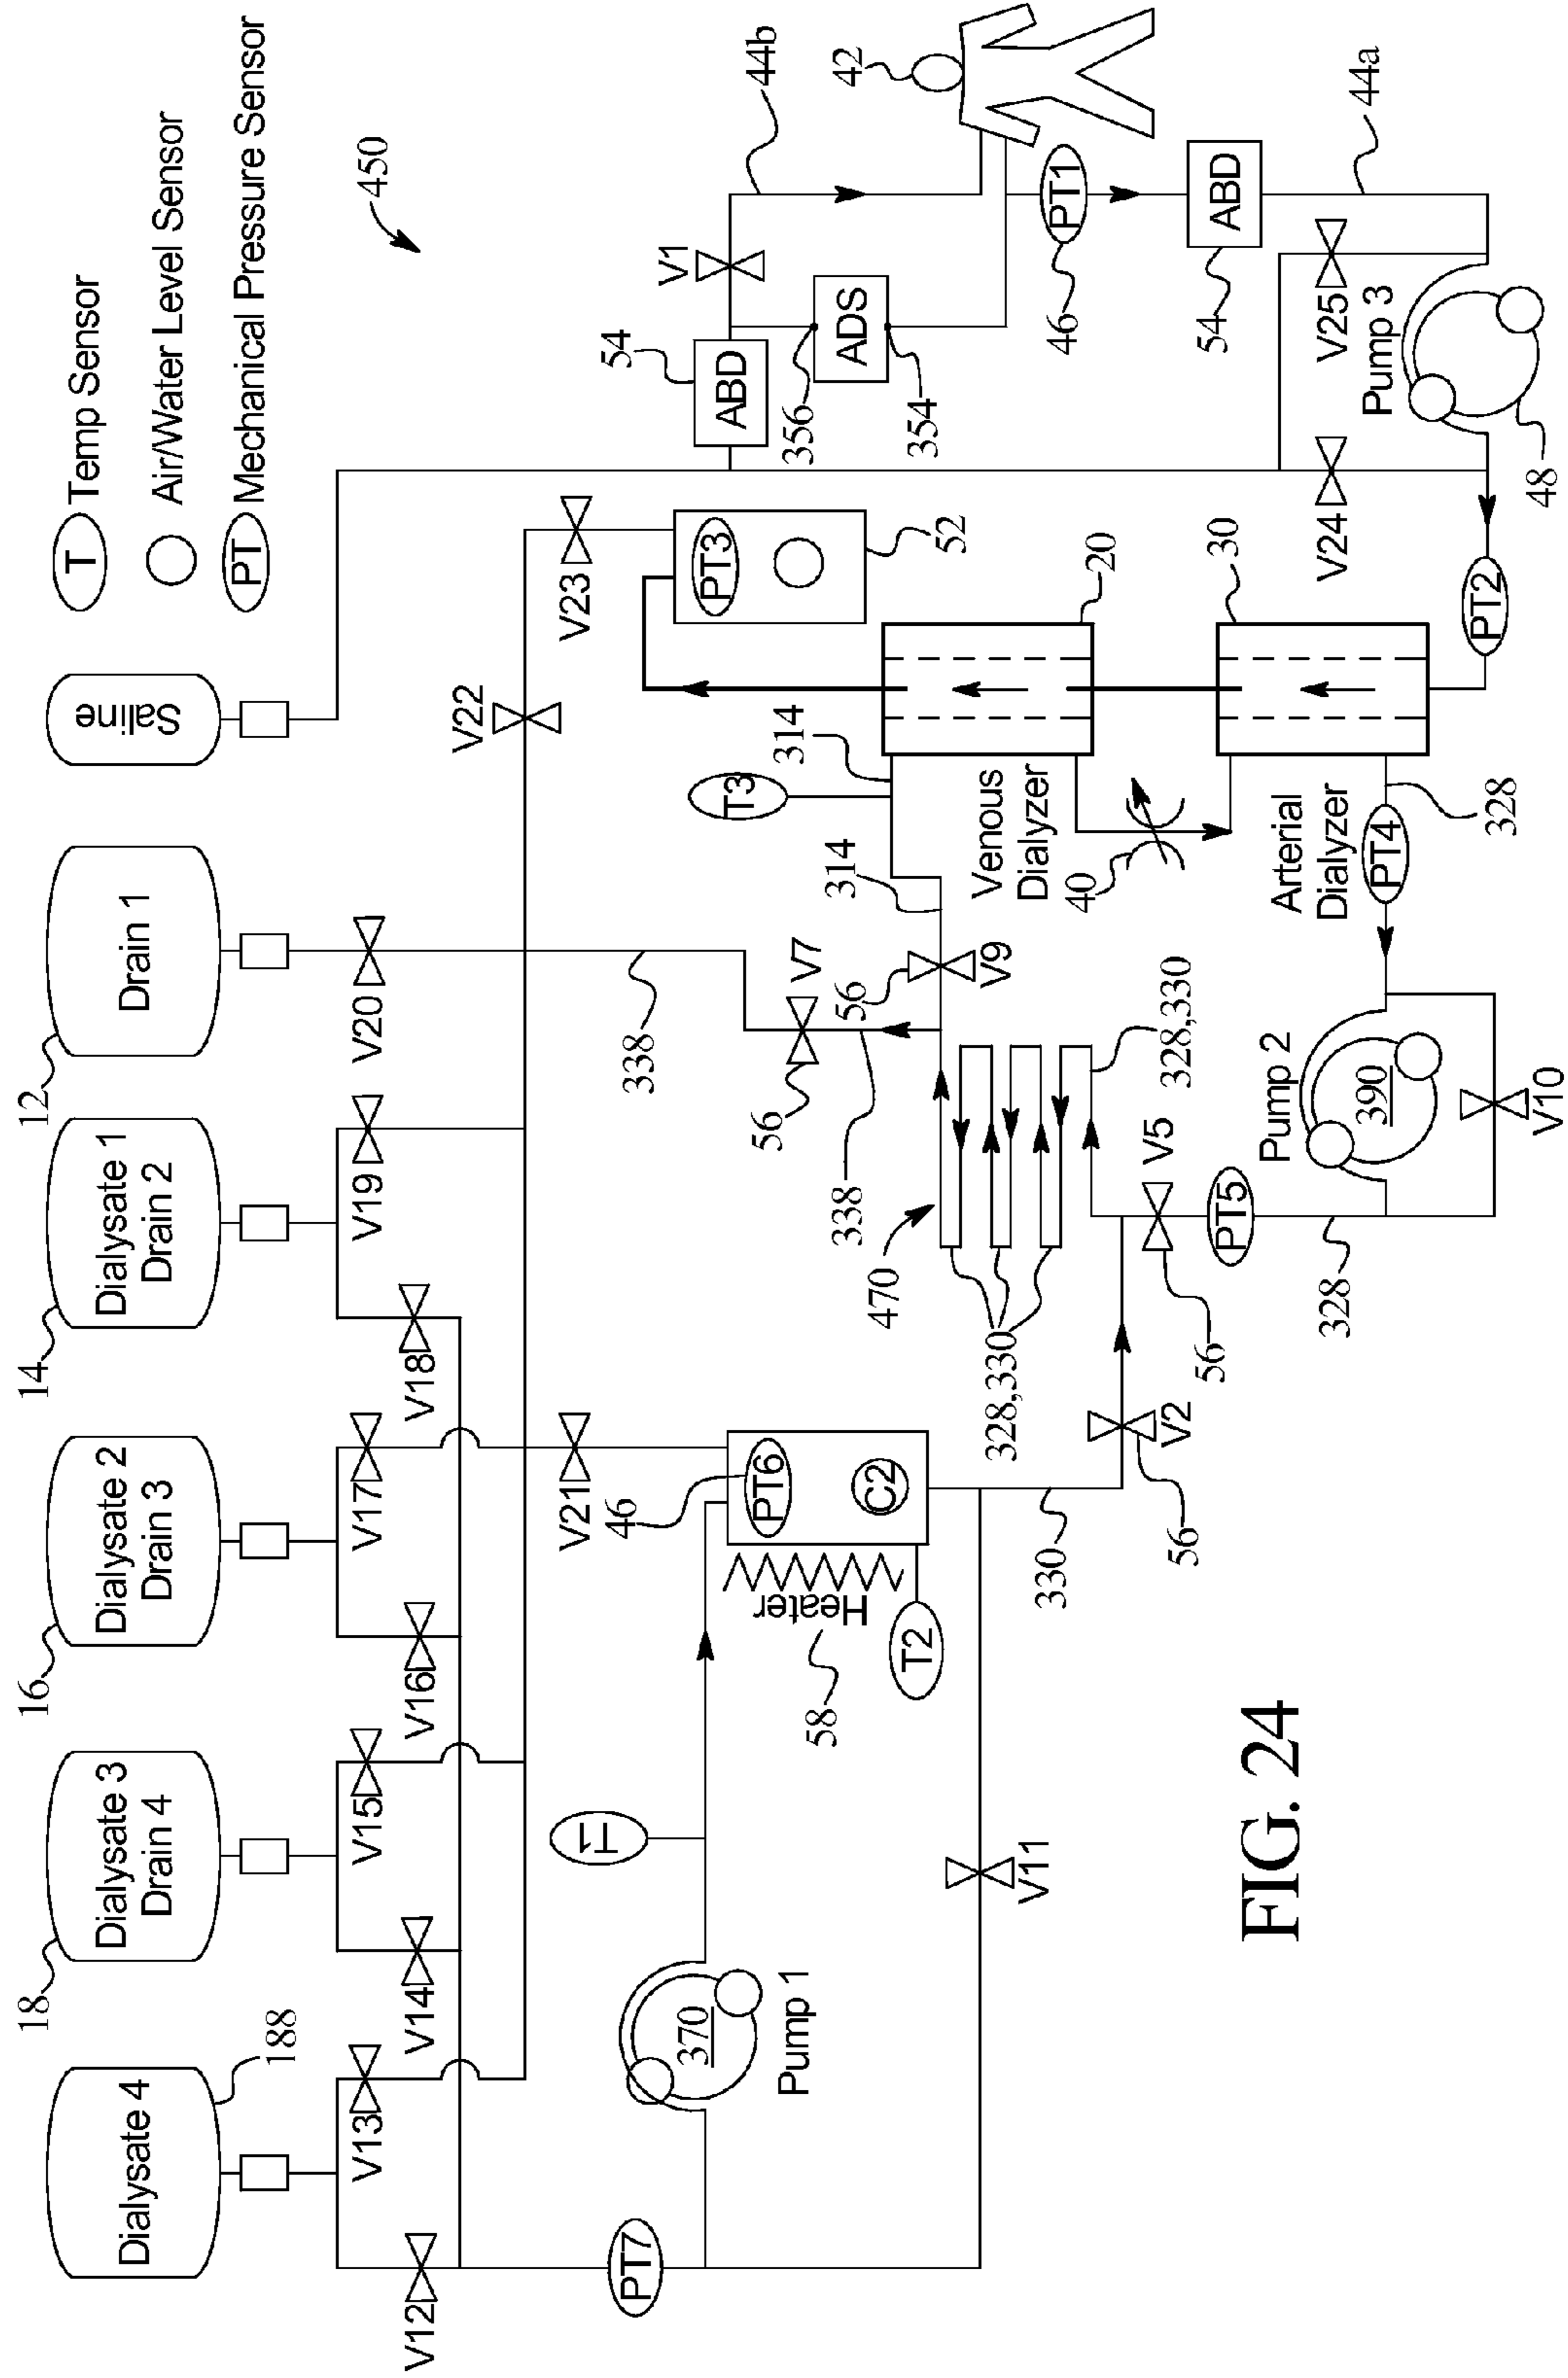 T Temp Sensor
Air/Water Level Sensor
PT Mechanical Pressure Sensor
450
Saline
Drain 1
12
Dialysate 1
Drain 2
14
Dialysate 2
Drain 3
16
Dialysate 3
Drain 4
18
Dialysate 4
188
V12
V13
V14
V15
V16
V17
V18
V19
V20
V21
V22
V23
PT7
370
Pump 1
T1
V11
Heater
58
T2
PT6
46
C2
330
V2
56
470
328,330
328,330
338
338
V7
56
56
V9
314
314
T3
V5
56
PT5
328
Pump 2
390
V10
PT4
328
Venous
Dialyzer
20
40
Arterial
Dialyzer
30
PT3
52
PT2
V24
V25
Pump 3
48
54
ABD
356
ADS
354
V1
44b
42
PT1
46
ABD
54
44a
FIG. 24